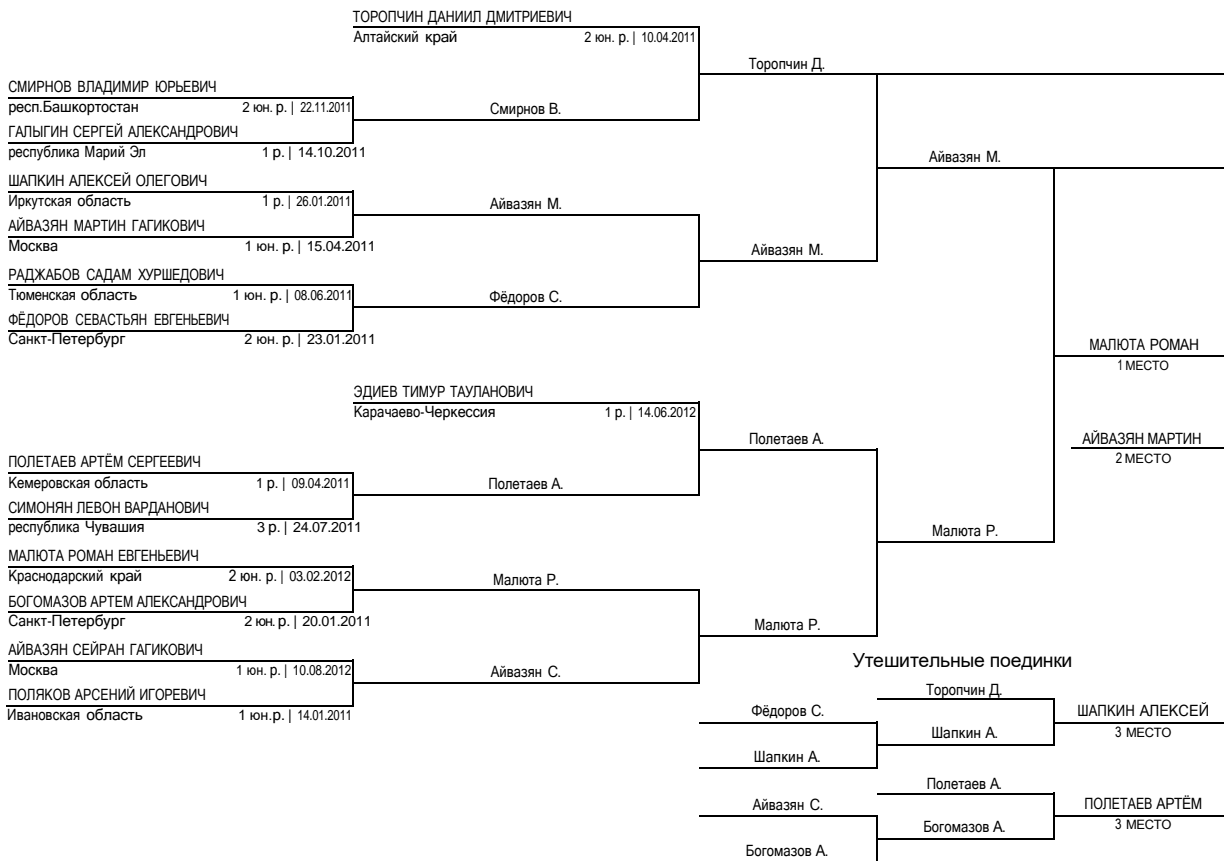 ТОРОПЧИН ДАНИИЛ ДМИТРИЕВИЧ
Алтайский край 2 юн. р. | 10.04.2011
Торопчин Д.
СМИРНОВ ВЛАДИМИР ЮРЬЕВИЧ
респ.Башкортостан 2 юн. р. | 22.11.2011
Смирнов В.
ГАЛЫГИН СЕРГЕЙ АЛЕКСАНДРОВИЧ
республика Марий Эл 1 р. | 14.10.2011
Айвазян М.
ШАПКИН АЛЕКСЕЙ ОЛЕГОВИЧ
Иркутская область 1 р. | 26.01.2011
Айвазян М.
АЙВАЗЯН МАРТИН ГАГИКОВИЧ
Москва 1 юн. р. | 15.04.2011
Айвазян М.
РАДЖАБОВ САДАМ ХУРШЕДОВИЧ
Тюменская область 1 юн. р. | 08.06.2011
Фёдоров С.
ФЁДОРОВ СЕВАСТЬЯН ЕВГЕНЬЕВИЧ
Санкт-Петербург 2 юн. р. | 23.01.2011
МАЛЮТА РОМАН
1 МЕСТО
ЭДИЕВ ТИМУР ТАУЛАНОВИЧ
Карачаево-Черкессия 1 р. | 14.06.2012
Полетаев А.
АЙВАЗЯН МАРТИН
2 МЕСТО
ПОЛЕТАЕВ АРТЁМ СЕРГЕЕВИЧ
Кемеровская область 1 р. | 09.04.2011
Полетаев А.
СИМОНЯН ЛЕВОН ВАРДАНОВИЧ
республика Чувашия 3 р. | 24.07.2011
Малюта Р.
МАЛЮТА РОМАН ЕВГЕНЬЕВИЧ
Краснодарский край 2 юн. р. | 03.02.2012
Малюта Р.
БОГОМАЗОВ АРТЕМ АЛЕКСАНДРОВИЧ
Санкт-Петербург 2 юн. р. | 20.01.2011
Малюта Р.
АЙВАЗЯН СЕЙРАН ГАГИКОВИЧ
Москва 1 юн. р. | 10.08.2012
Айвазян С.
ПОЛЯКОВ АРСЕНИЙ ИГОРЕВИЧ
Ивановская область 1 юн.р. | 14.01.2011
Утешительные поединки
Торопчин Д.
Фёдоров С.
ШАПКИН АЛЕКСЕЙ
3 МЕСТО
Шапкин А.
Шапкин А.
Полетаев А.
Айвазян С.
ПОЛЕТАЕВ АРТЁМ
3 МЕСТО
Богомазов А.
Богомазов А.